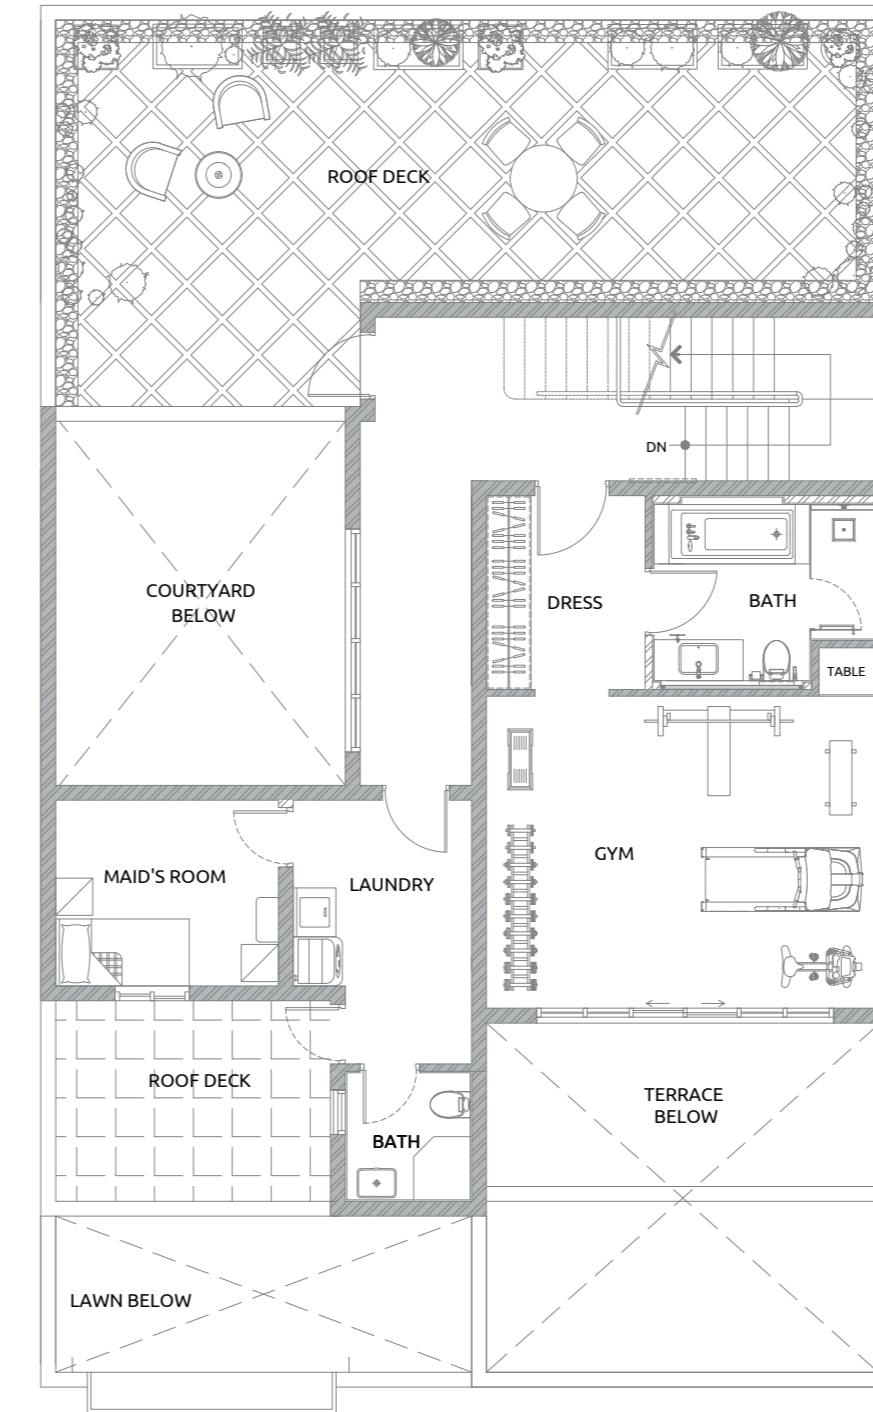 ROOF DECK
DN
COURTYARD
BELOW
DRESS
BATH
TABLE
GYM
MAID'S ROOM
LAUNDRY
ROOF DECK
TERRACE
BELOW
BATH
LAWN BELOW